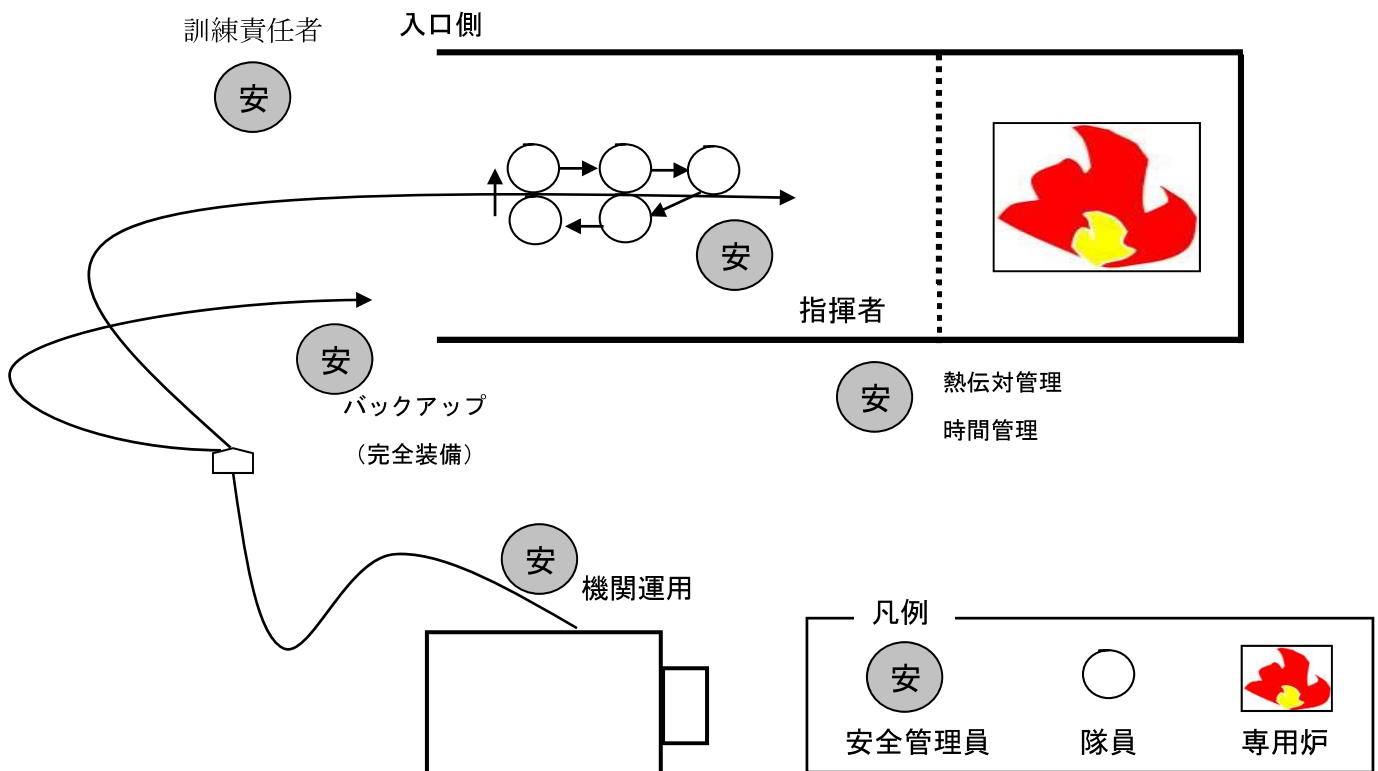 訓練責任者
入口側
安
安
指揮者
安
バックアップ
（完全装備）
安
熱伝対管理
時間管理
安
機関運用
凡例
安
安全管理員
隊員
専用炉